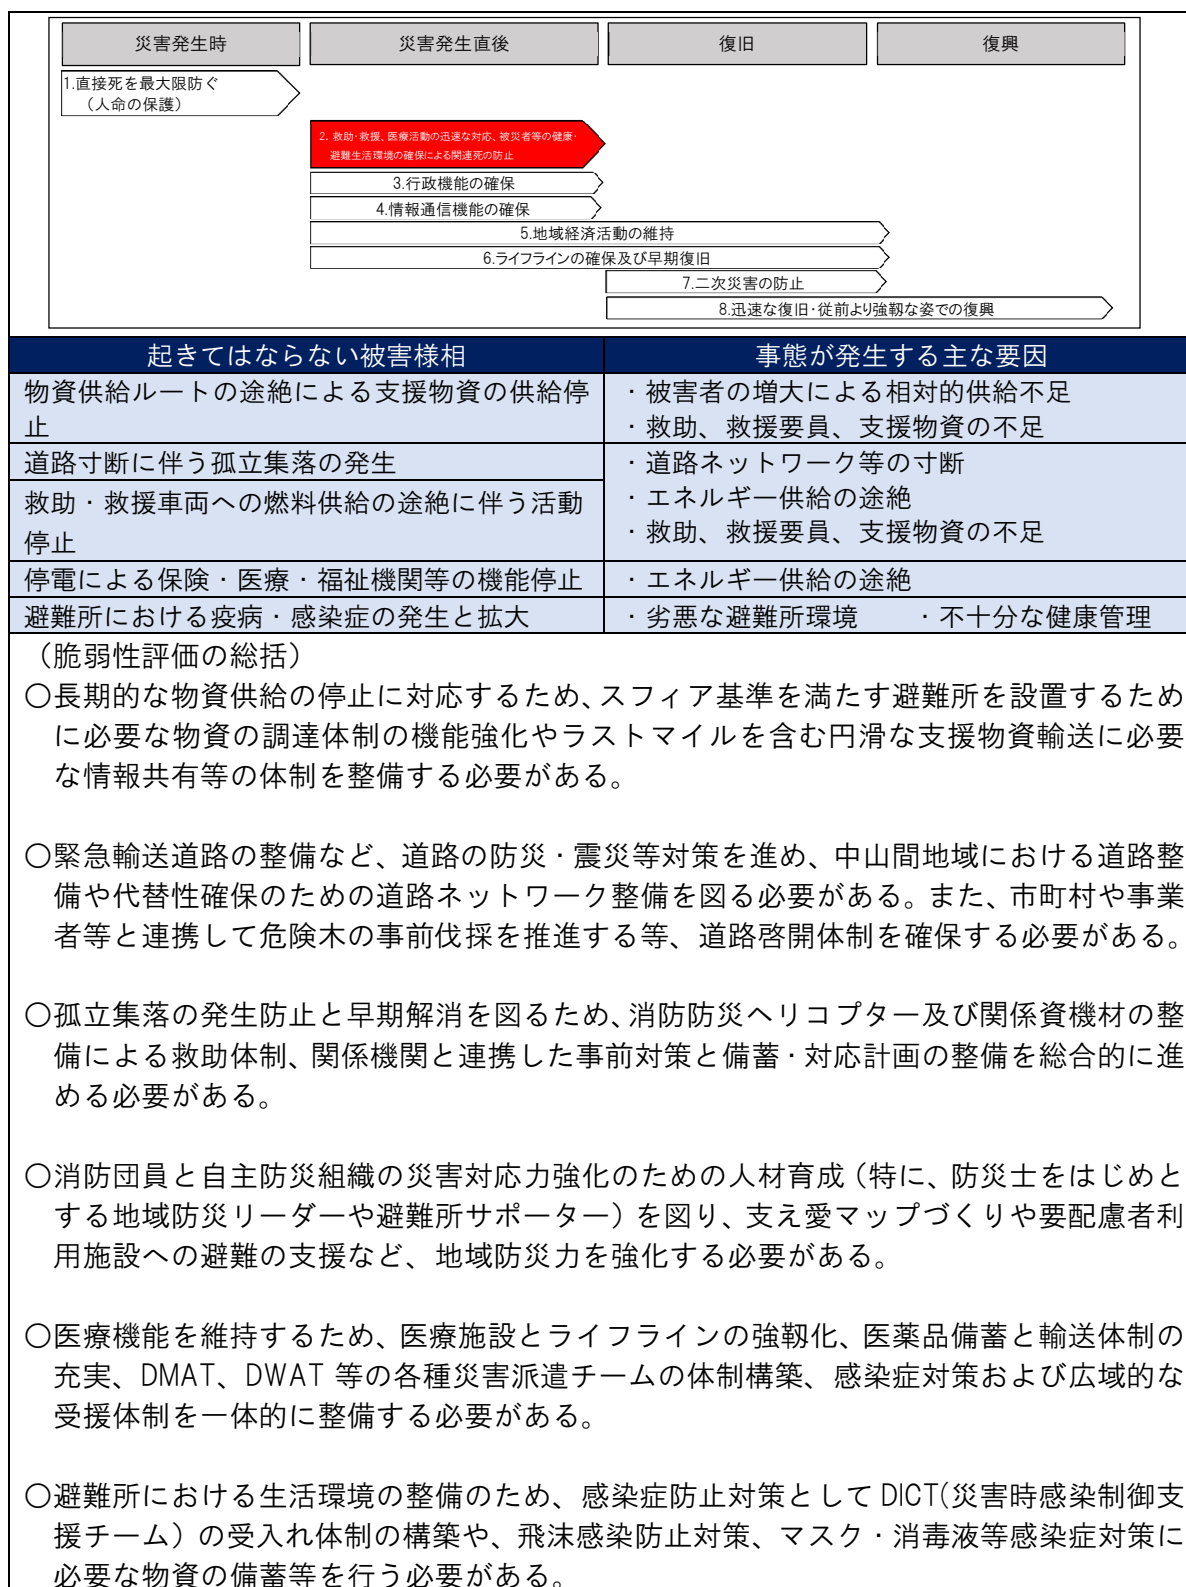 災害発生時
災害発生直後
復旧
復興
1.直接死を最大限防ぐ
（人命の保護）
2. 救助・救援、医療活動の迅速な対応、被災者等の健康・
避難生活環境の確保による関連死の防止
3.行政機能の確保
4.情報通信機能の確保
5.地域経済活動の維持
6.ライフラインの確保及び早期復旧
7.二次災害の防止
8.迅速な復旧・従前より強靱な姿での復興
起きてはならない被害様相
事態が発生する主な要因
物資供給ルートの途絶による支援物資の供給停
止
・被害者の増大による相対的供給不足
・救助、救援要員、支援物資の不足
道路寸断に伴う孤立集落の発生
救助・救援車両への燃料供給の途絶に伴う活動
停止
・道路ネットワーク等の寸断
・エネルギー供給の途絶
・救助、救援要員、支援物資の不足
停電による保険・医療・福祉機関等の機能停止
・エネルギー供給の途絶
避難所における疫病・感染症の発生と拡大
・劣悪な避難所環境　　・不十分な健康管理
（脆弱性評価の総括）
〇長期的な物資供給の停止に対応するため、スフィア基準を満たす避難所を設置するため
に必要な物資の調達体制の機能強化やラストマイルを含む円滑な支援物資輸送に必要
な情報共有等の体制を整備する必要がある。
〇緊急輸送道路の整備など、道路の防災・震災等対策を進め、中山間地域における道路整
備や代替性確保のための道路ネットワーク整備を図る必要がある。また、市町村や事業
者等と連携して危険木の事前伐採を推進する等、道路啓開体制を確保する必要がある。
〇孤立集落の発生防止と早期解消を図るため、消防防災ヘリコプター及び関係資機材の整
備による救助体制、関係機関と連携した事前対策と備蓄・対応計画の整備を総合的に進
める必要がある。
〇消防団員と自主防災組織の災害対応力強化のための人材育成（特に、防災士をはじめと
する地域防災リーダーや避難所サポーター）を図り、支え愛マップづくりや要配慮者利
用施設への避難の支援など、地域防災力を強化する必要がある。
〇医療機能を維持するため、医療施設とライフラインの強靱化、医薬品備蓄と輸送体制の
充実、DMAT、DWAT 等の各種災害派遣チームの体制構築、感染症対策および広域的な
受援体制を一体的に整備する必要がある。
〇避難所における生活環境の整備のため、感染症防止対策として DICT(災害時感染制御支
援チーム）の受入れ体制の構築や、飛沫感染防止対策、マスク・消毒液等感染症対策に
必要な物資の備蓄等を行う必要がある。